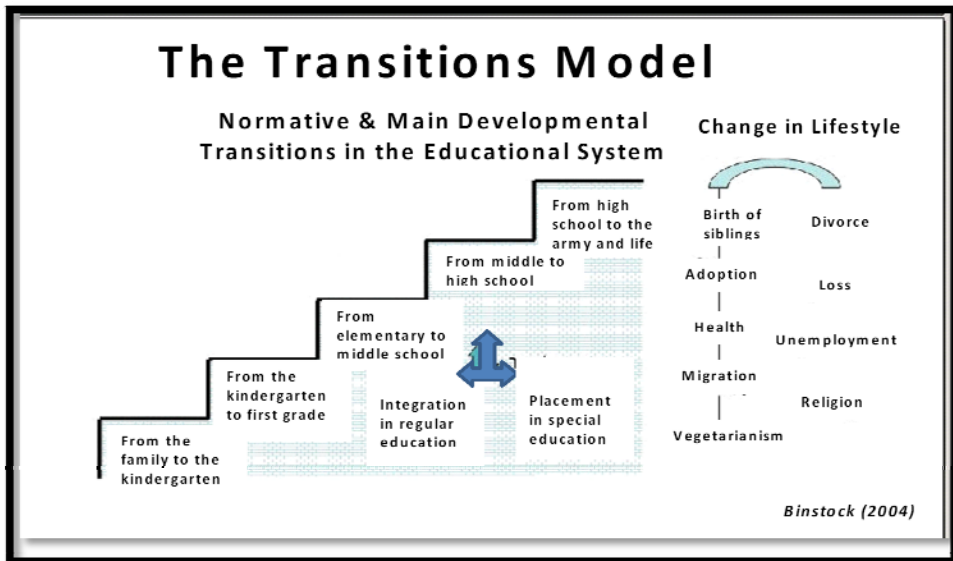 The Transitions Model
Normative & Main Developmental
Transitions in the Educational System
Change in Lifestyle
From high
school to the
army and life
From middle to
high school
From
elementary to
middle school
From the
kindergarten
to first grade
From the
family to the
kindergarten
Integration
in regular
education
Placement
in special
education
Birth of
siblings
Adoption
Health
Migration
Vegetarianism
Divorce
Loss
Unemployment
Religion
Binstock (2004)